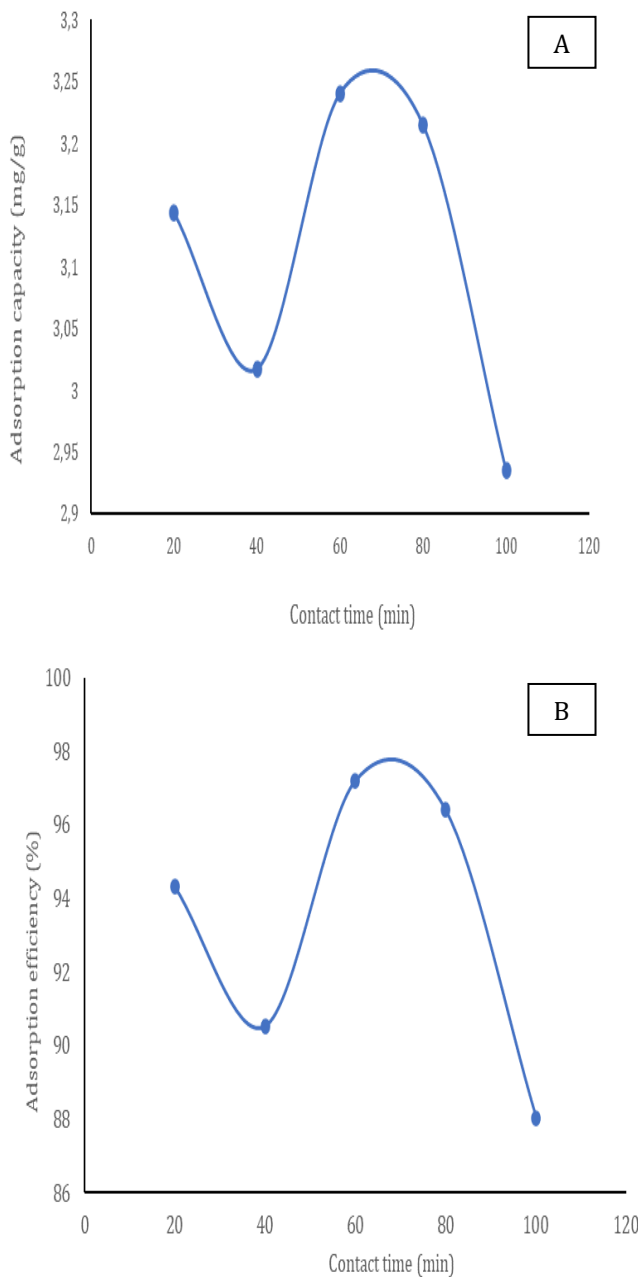 A
Adsorption capacity (mg/g)
3,3
3,25
3,2
3,15
3,1
3,05
3
2,95
2,9
0 20 40 60 80 100 120
Contact time (min)
B
Adsorption efficiency (%)
100
98
96
94
92
90
88
86
0 20 40 60 80 100 120
Contact time (min)